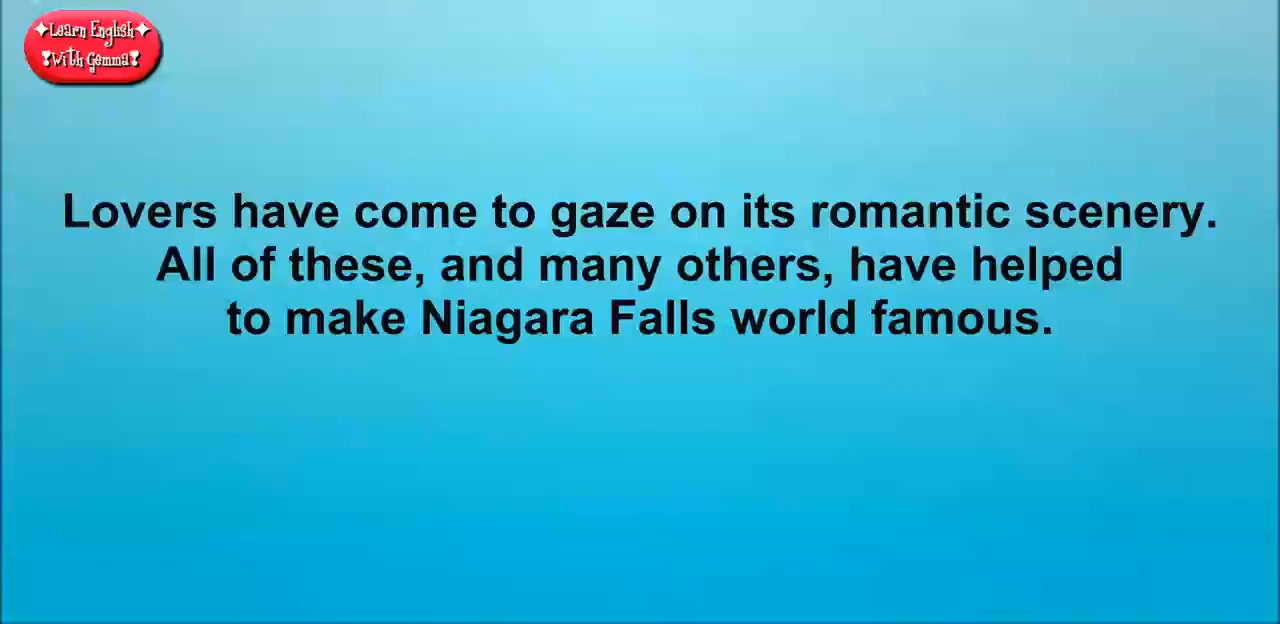 ✦Learn English✦
❣With Gemma❣
Lovers have come to gaze on its romantic scenery.
All of these, and many others, have helped
to make Niagara Falls world famous.